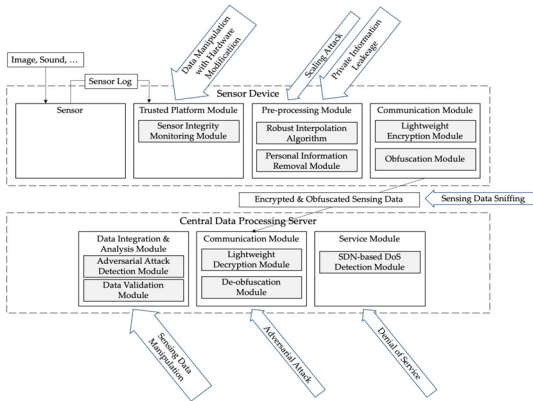 Data Manipulation
with Hardware
Modification
Scaling Attack
Private Information
Leakeage
Image, Sound, ...
Sensor Log
Sensor Device
Sensor
Trusted Platform Module
Sensor Integrity
Monitoring Module
Pre-processing Module
Robust Interpolation
Algorithm
Personal Information
Removal Module
Communication Module
Lightweight
Encryption Module
Obfuscation Module
Encrypted & Obfuscated Sensing Data
Sensing Data Sniffing
Central Data Processing Server
Data Integration &
Analysis Module
Adversarial Attack
Detection Module
Data Validation
Module
Communication Module
Lightweight
Decryption Module
De-obfuscation
Module
Service Module
SDN-based DoS
Detection Module
Sensing Data
Manipulation
Adversarial Attack
Denial of Service